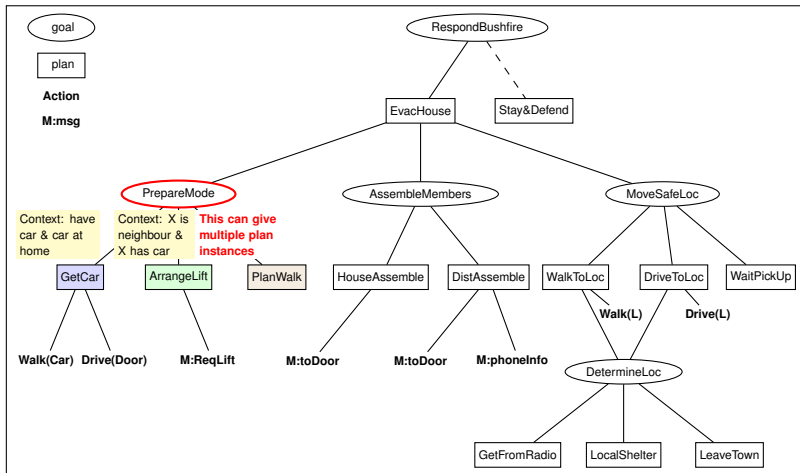 goal
RespondBushfire
plan
Action
EvacHouse
Stay&Defend
M:msg
PrepareMode
AssembleMembers
MoveSafeLoc
Context: have
car & car at
home
Context: X is
neighbour &
X has car
This can give
multiple plan
instances
GetCar
ArrangeLift
PlanWalk
HouseAssemble
DistAssemble
WalkToLoc
DriveToLoc
WaitPickUp
Walk(L)
Drive(L)
Walk(Car)
Drive(Door)
M:ReqLift
M:toDoor
M:toDoor
M:phoneInfo
DetermineLoc
GetFromRadio
LocalShelter
LeaveTown